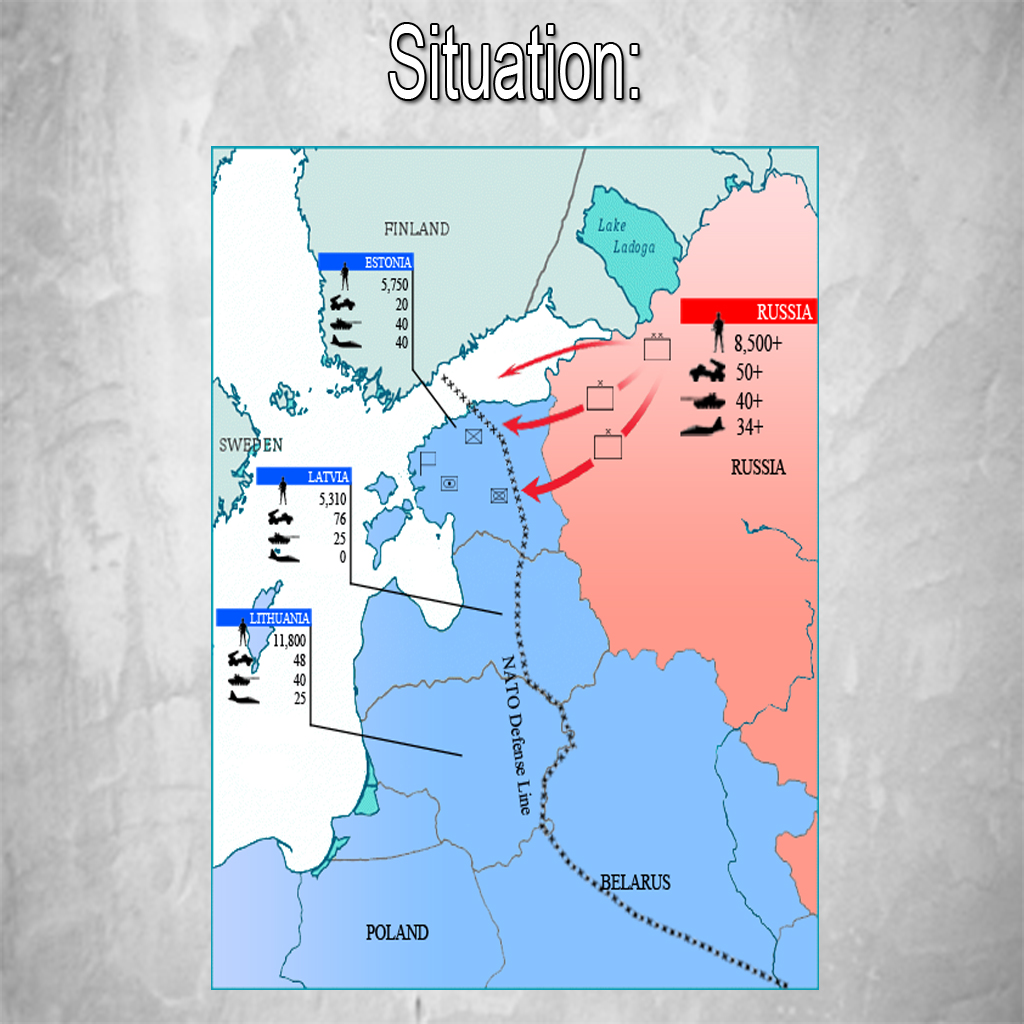 Situation:
FINLAND
Lake
Ladoga
ESTONIA
5,750
20
40
40
RUSSIA
8,500+
50+
40+
34+
RUSSIA
SWEDEN
LATVIA
5,310
76
25
0
LITHUANIA
11,800
48
40
25
NATO Defense Line
BELARUS
POLAND